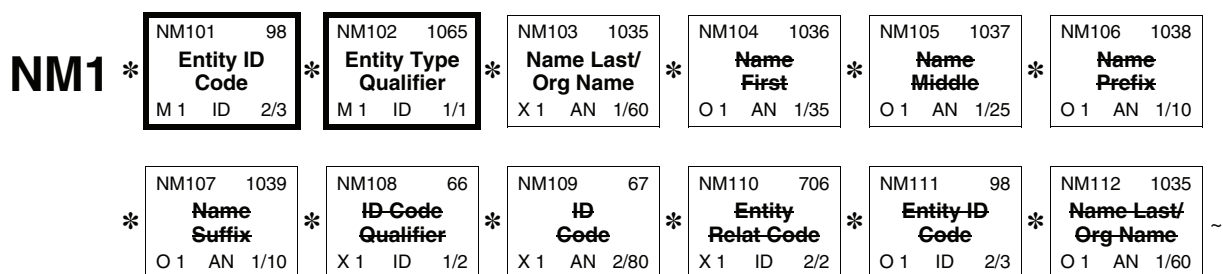 NM1 * NM101 98 * NM102 1065 * NM103 1035 * NM104 1036 * NM105 1037 * NM106 1038
Entity ID Entity Type Name Last/ Name Name Name
Code Qualifier Org Name First Middle Prefix
M 1 ID 2/3 M 1 ID 1/1 X 1 AN 1/60 O 1 AN 1/35 O 1 AN 1/25 O 1 AN 1/10
* NM107 1039 * NM108 66 * NM109 67 * NM110 706 * NM111 98 * NM112 1035 ~
Name ID Code ID Entity Entity ID Name Last/
Suffix Qualifier Code Relat Code Code Org Name
O 1 AN 1/10 X 1 ID 1/2 X 1 AN 2/80 X 1 ID 2/2 O 1 ID 2/3 O 1 AN 1/60